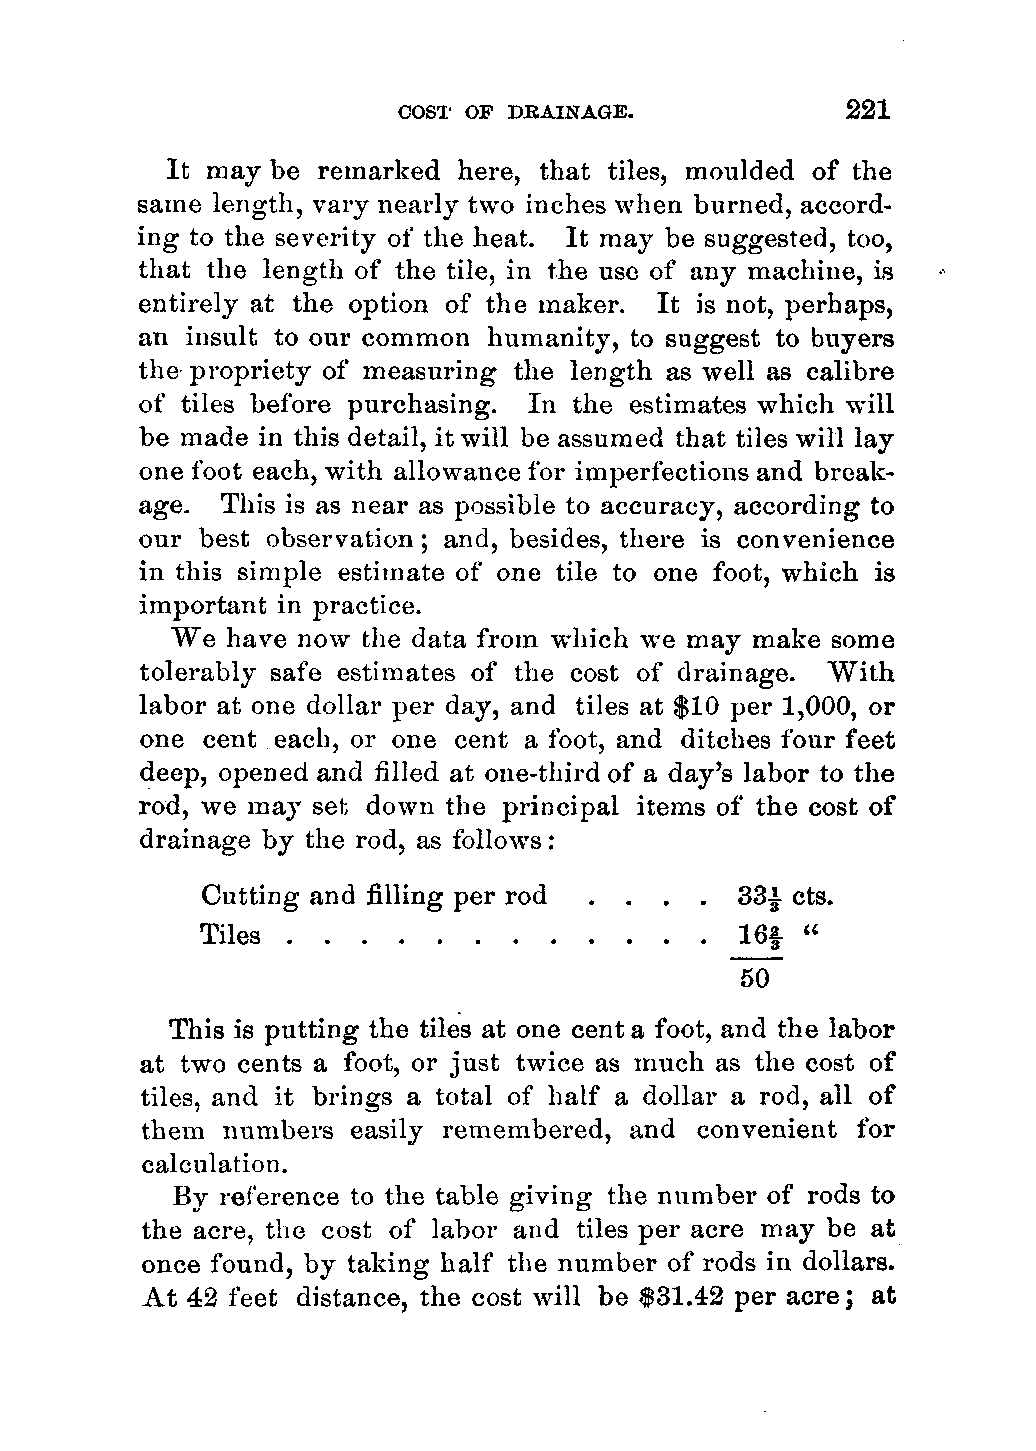 COST OF DRAINAGE. 221
It may be remarked here, that tiles, moulded of the
same length, vary nearly two inches when burned, accord-
ing to the severity of the heat. It may be suggested, too,
that the length of the tile, in the use of any machine, is
entirely at the option of the maker. It is not, perhaps,
an insult to our common humanity, to suggest to buyers
the propriety of measuring the length as well as calibre
of tiles before purchasing. In the estimates which will
be made in this detail, it will be assumed that tiles will lay
one foot each, with allowance for imperfections and break-
age. This is as near as possible to accuracy, according to
our best observation; and, besides, there is convenience
in this simple estimate of one tile to one foot, which is
important in practice.
We have now the data from which we may make some
tolerably safe estimates of the cost of drainage. With
labor at one dollar per day, and tiles at $10 per 1,000, or
one cent each, or one cent a foot, and ditches four feet
deep, opened and filled at one-third of a day's labor to the
rod, we may set down the principal items of the cost of
drainage by the rod, as follows:
Cutting and filling per rod . . . . 33⅓ cts.
Tiles . . . . . . . . . . . . 16⅔ "
50
This is putting the tiles at one cent a foot, and the labor
at two cents a foot, or just twice as much as the cost of
tiles, and it brings a total of half a dollar a rod, all of
them numbers easily remembered, and convenient for
calculation.
By reference to the table giving the number of rods to
the acre, the cost of labor and tiles per acre may be at
once found, by taking half the number of rods in dollars.
At 42 feet distance, the cost will be $31.42 per acre; at